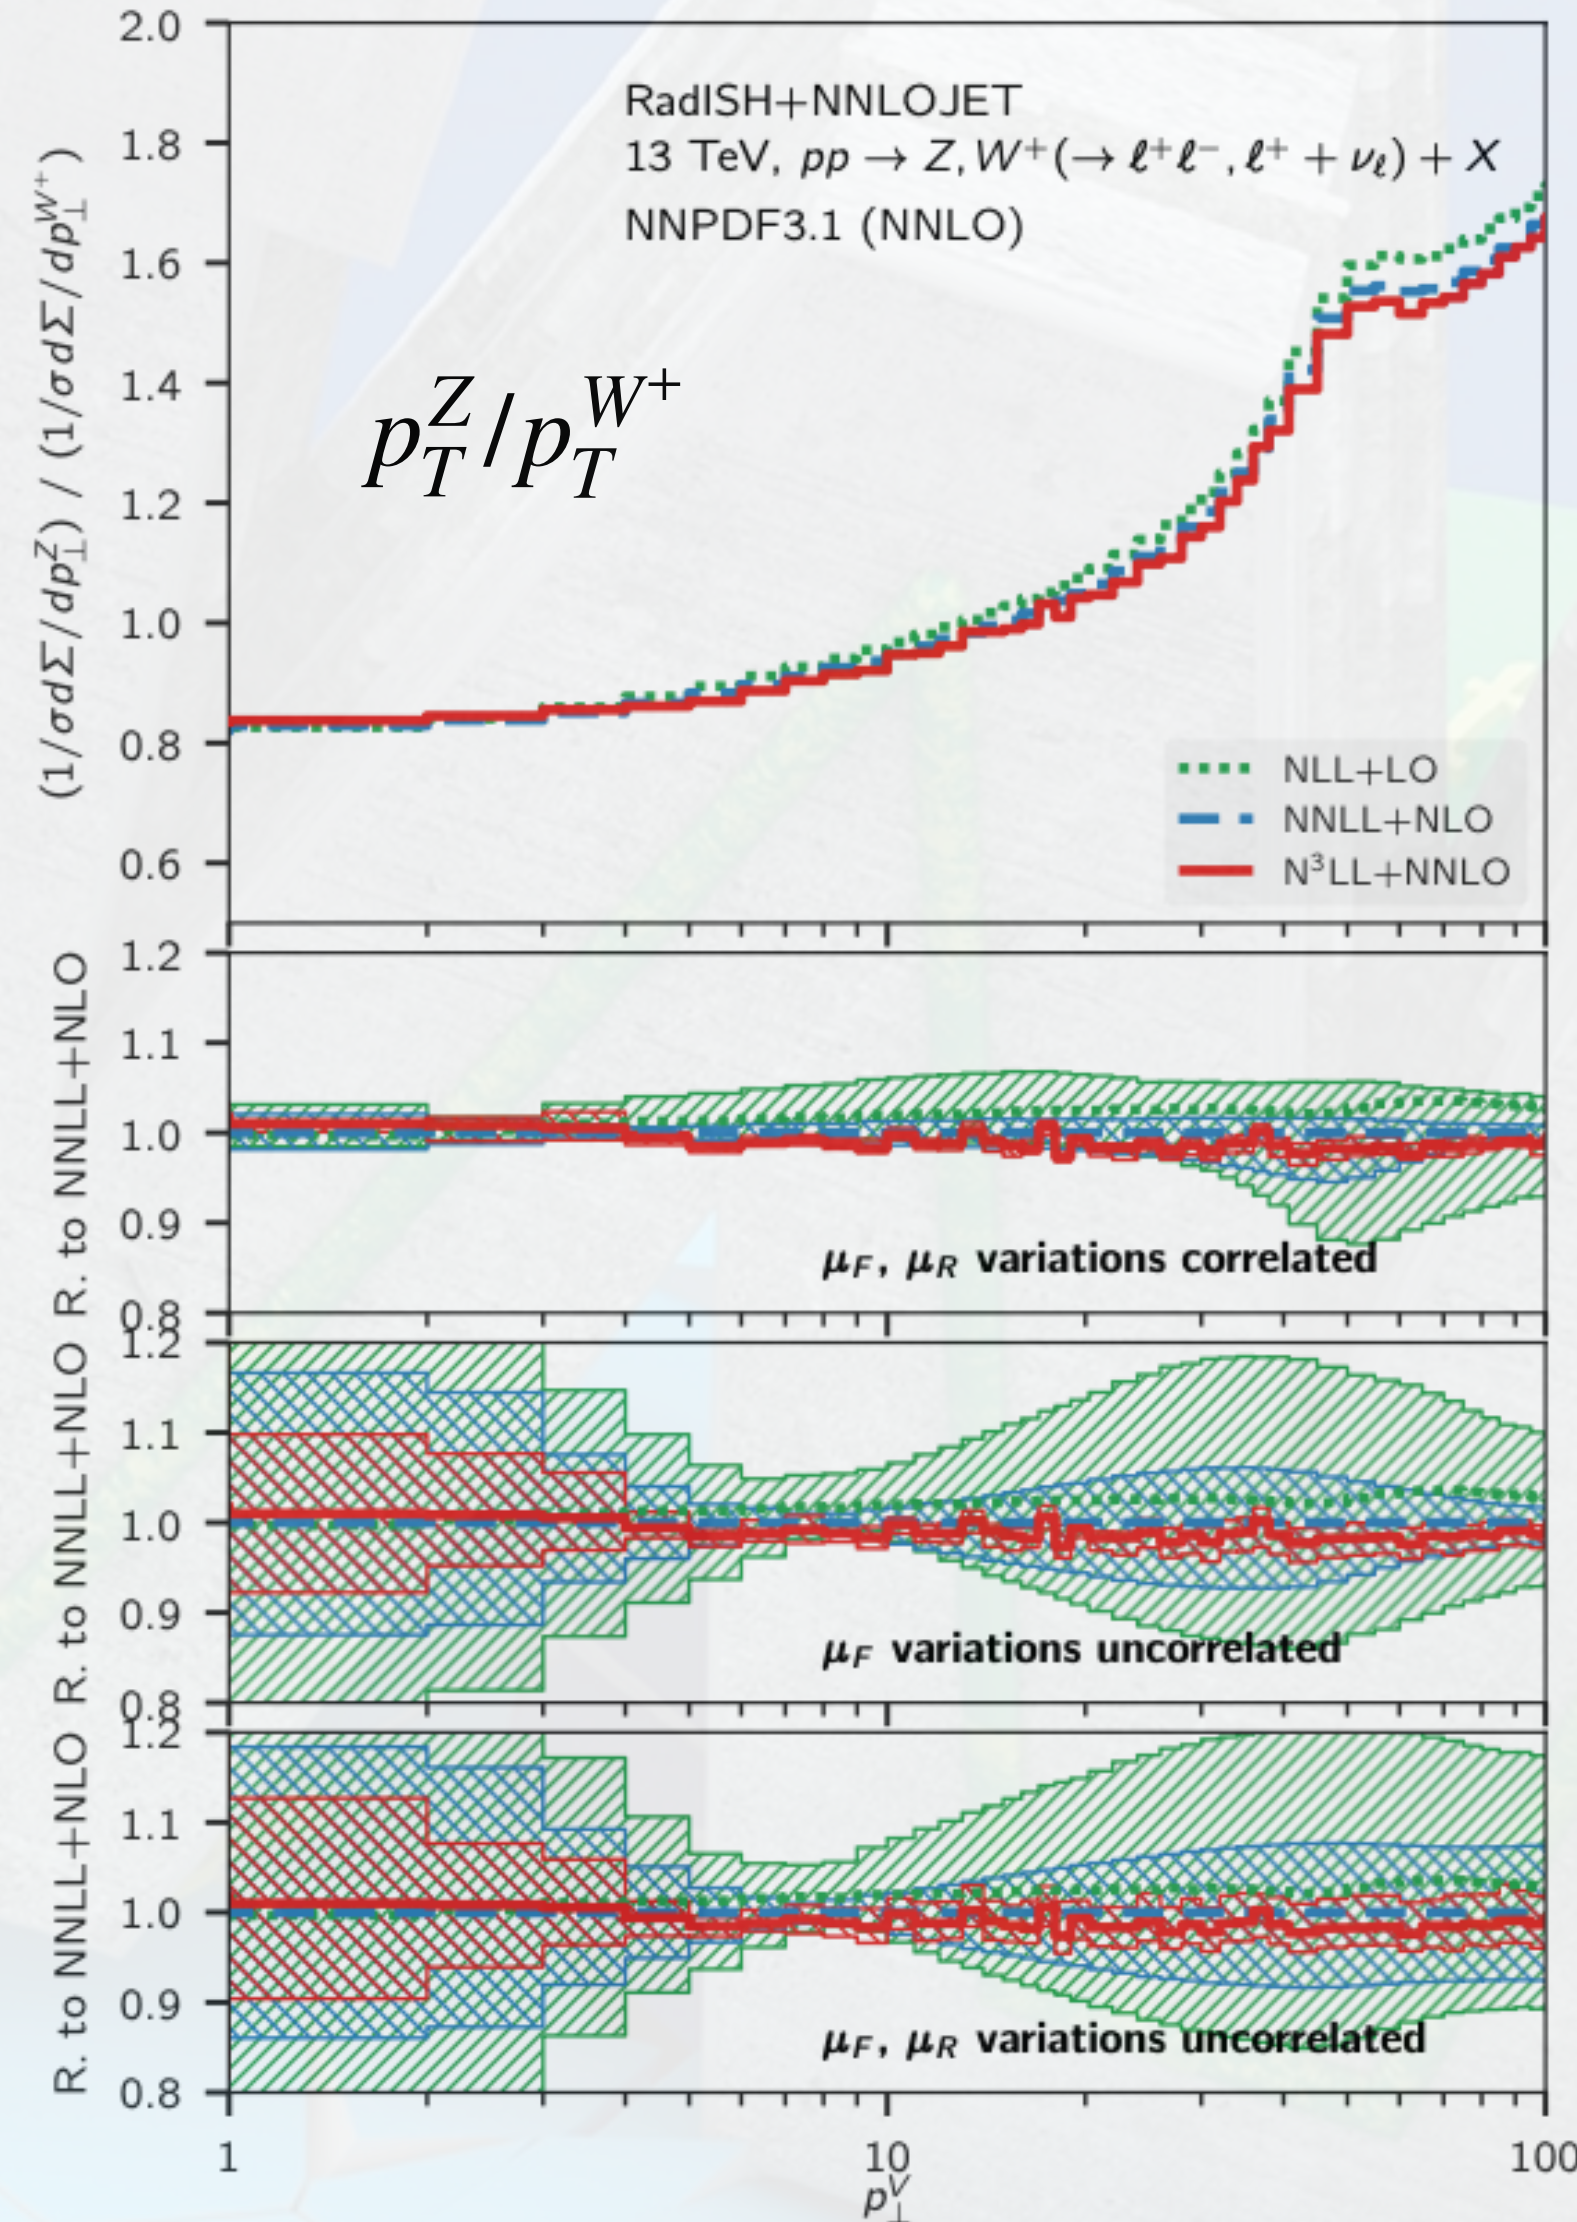 2.0
1.8
1.6
1.4
1.2
1.0
0.8
0.6
(1/σdΣ/dp⊥^Z) / (1/σdΣ/dp⊥^W⁺)
RadISH+NNLOJET
13 TeV, pp → Z, W⁺(→ ℓ⁺ℓ⁻, ℓ⁺ + νℓ) + X
NNPDF3.1 (NNLO)
p_T^Z/p_T^W⁺
NLL+LO
NNLL+NLO
N³LL+NNLO
R. to NNLL+NLO
1.2
1.1
1.0
0.9
0.8
μF, μR variations correlated
R. to NNLL+NLO
1.2
1.1
1.0
0.9
0.8
μF variations uncorrelated
R. to NNLL+NLO
1.2
1.1
1.0
0.9
0.8
μF, μR variations uncorrelated
1 10 100
p⊥^V